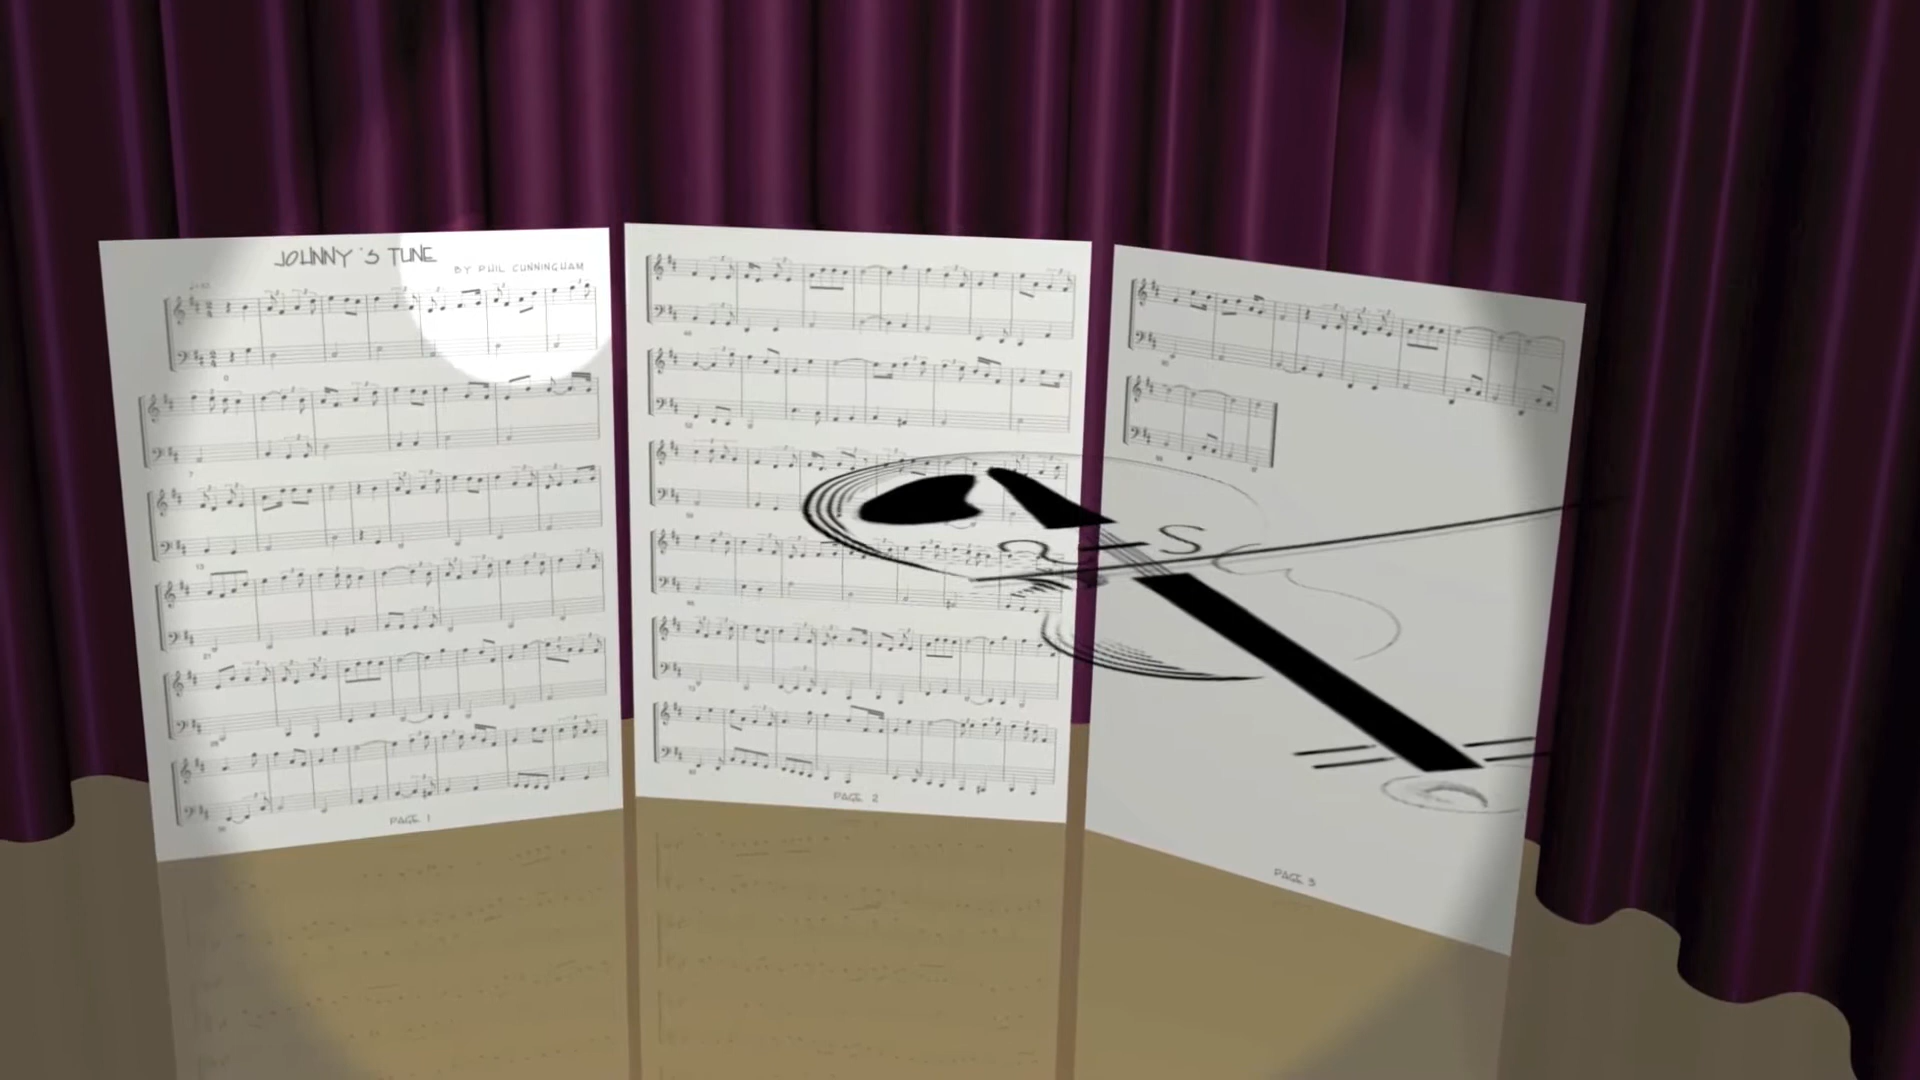 JOHNNY'S TUNE
BY PHIL CUNNINGHAM
PAGE 1
PAGE 2
PAGE 3